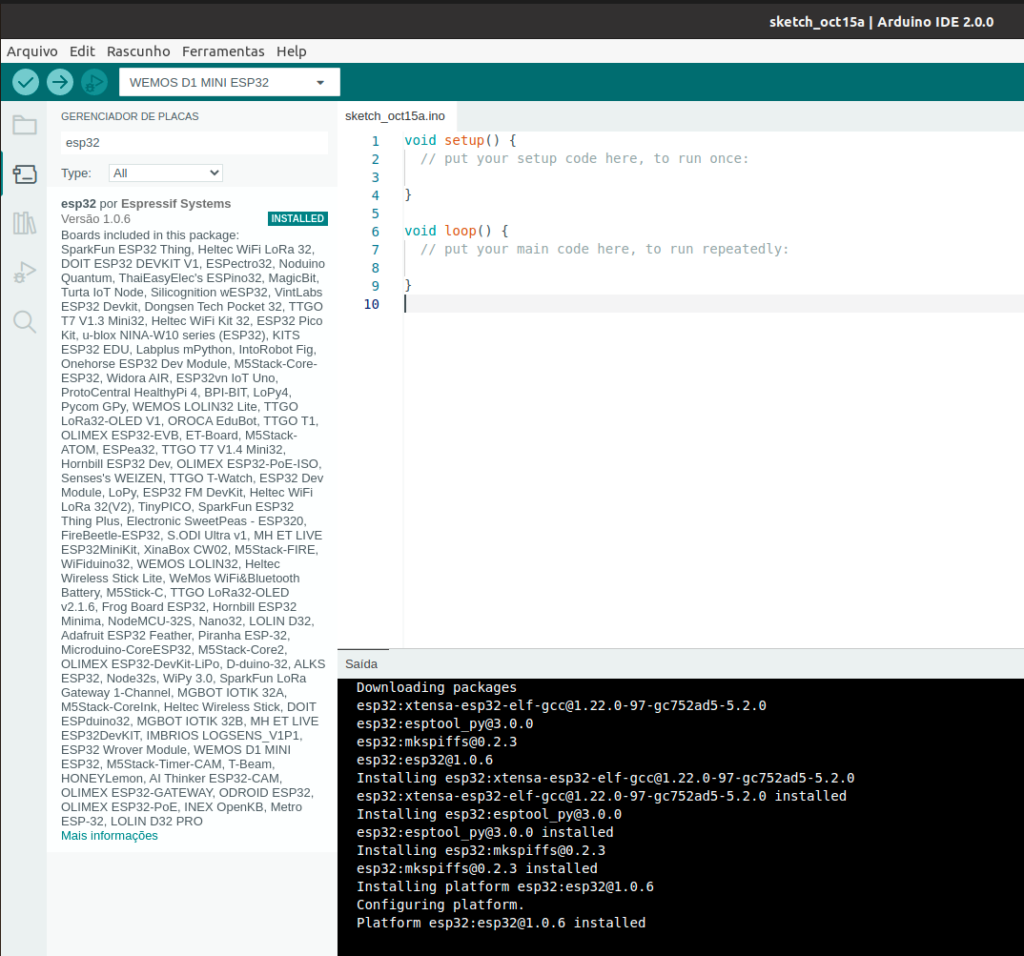 sketch_oct15a | Arduino IDE 2.0.0
Arquivo Edit Rascunho Ferramentas Help
WEMOS D1 MINI ESP32
GERENCIADOR DE PLACAS
esp32
Type: All
esp32 por Espressif Systems
Versão 1.0.6 INSTALLED
Boards included in this package:
SparkFun ESP32 Thing, Heltec WiFi LoRa 32,
DOIT ESP32 DEVKIT V1, ESPectro32, Noduino
Quantum, ThaiEasyElec's ESPino32, MagicBit,
Turta IoT Node, Silicognition wESP32, VintLabs
ESP32 Devkit, Dongsen Tech Pocket 32, TTGO
T7 V1.3 Mini32, Heltec WiFi Kit 32, ESP32 Pico
Kit, u-blox NINA-W10 series (ESP32), KITS
ESP32 EDU, Labplus mPython, IntoRobot Fig,
Onehorse ESP32 Dev Module, M5Stack-Core-
ESP32, Widora AIR, ESP32vn IoT Uno,
ProtoCentral HealthyPi 4, BPI-BIT, LoPy4,
Pycom GPy, WEMOS LOLIN32 Lite, TTGO
LoRa32-OLED V1, OROCA EduBot, TTGO T1,
OLIMEX ESP32-EVB, ET-Board, M5Stack-
ATOM, ESPea32, TTGO T7 V1.4 Mini32,
Hornbill ESP32 Dev, OLIMEX ESP32-PoE-ISO,
Senses's WEIZEN, TTGO T-Watch, ESP32 Dev
Module, LoPy, ESP32 FM DevKit, Heltec WiFi
LoRa 32(V2), TinyPICO, SparkFun ESP32
Thing Plus, Electronic SweetPeas - ESP320,
FireBeetle-ESP32, S.ODI Ultra v1, MH ET LIVE
ESP32MiniKit, XinaBox CW02, M5Stack-FIRE,
WiFiduino32, WEMOS LOLIN32, Heltec
Wireless Stick Lite, WeMos WiFi&Bluetooth
Battery, M5Stick-C, TTGO LoRa32-OLED
v2.1.6, Frog Board ESP32, Hornbill ESP32
Minima, NodeMCU-32S, Nano32, LOLIN D32,
Adafruit ESP32 Feather, Piranha ESP-32,
Microduino-CoreESP32, M5Stack-Core2,
OLIMEX ESP32-DevKit-LiPo, D-duino-32, ALKS
ESP32, Node32s, WiPy 3.0, SparkFun LoRa
Gateway 1-Channel, MGBOT IOTIK 32A,
M5Stack-CoreInk, Heltec Wireless Stick, DOIT
ESPduino32, MGBOT IOTIK 32B, MH ET LIVE
ESP32DevKIT, IMBRIOS LOGSENS_V1P1,
ESP32 Wrover Module, WEMOS D1 MINI
ESP32, M5Stack-Timer-CAM, T-Beam,
HONEYLemon, AI Thinker ESP32-CAM,
OLIMEX ESP32-GATEWAY, ODROID ESP32,
OLIMEX ESP32-PoE, INEX OpenKB, Metro
ESP-32, LOLIN D32 PRO
Mais informações
sketch_oct15a.ino
1 void setup() {
2 // put your setup code here, to run once:
3
4 }
5
6 void loop() {
7 // put your main code here, to run repeatedly:
8
9 }
10
Saída
Downloading packages
esp32:xtensa-esp32-elf-gcc@1.22.0-97-gc752ad5-5.2.0
esp32:esptool_py@3.0.0
esp32:mkspiffs@0.2.3
esp32:esp32@1.0.6
Installing esp32:xtensa-esp32-elf-gcc@1.22.0-97-gc752ad5-5.2.0
esp32:xtensa-esp32-elf-gcc@1.22.0-97-gc752ad5-5.2.0 installed
Installing esp32:esptool_py@3.0.0
esp32:esptool_py@3.0.0 installed
Installing esp32:mkspiffs@0.2.3
esp32:mkspiffs@0.2.3 installed
Installing platform esp32:esp32@1.0.6
Configuring platform.
Platform esp32:esp32@1.0.6 installed